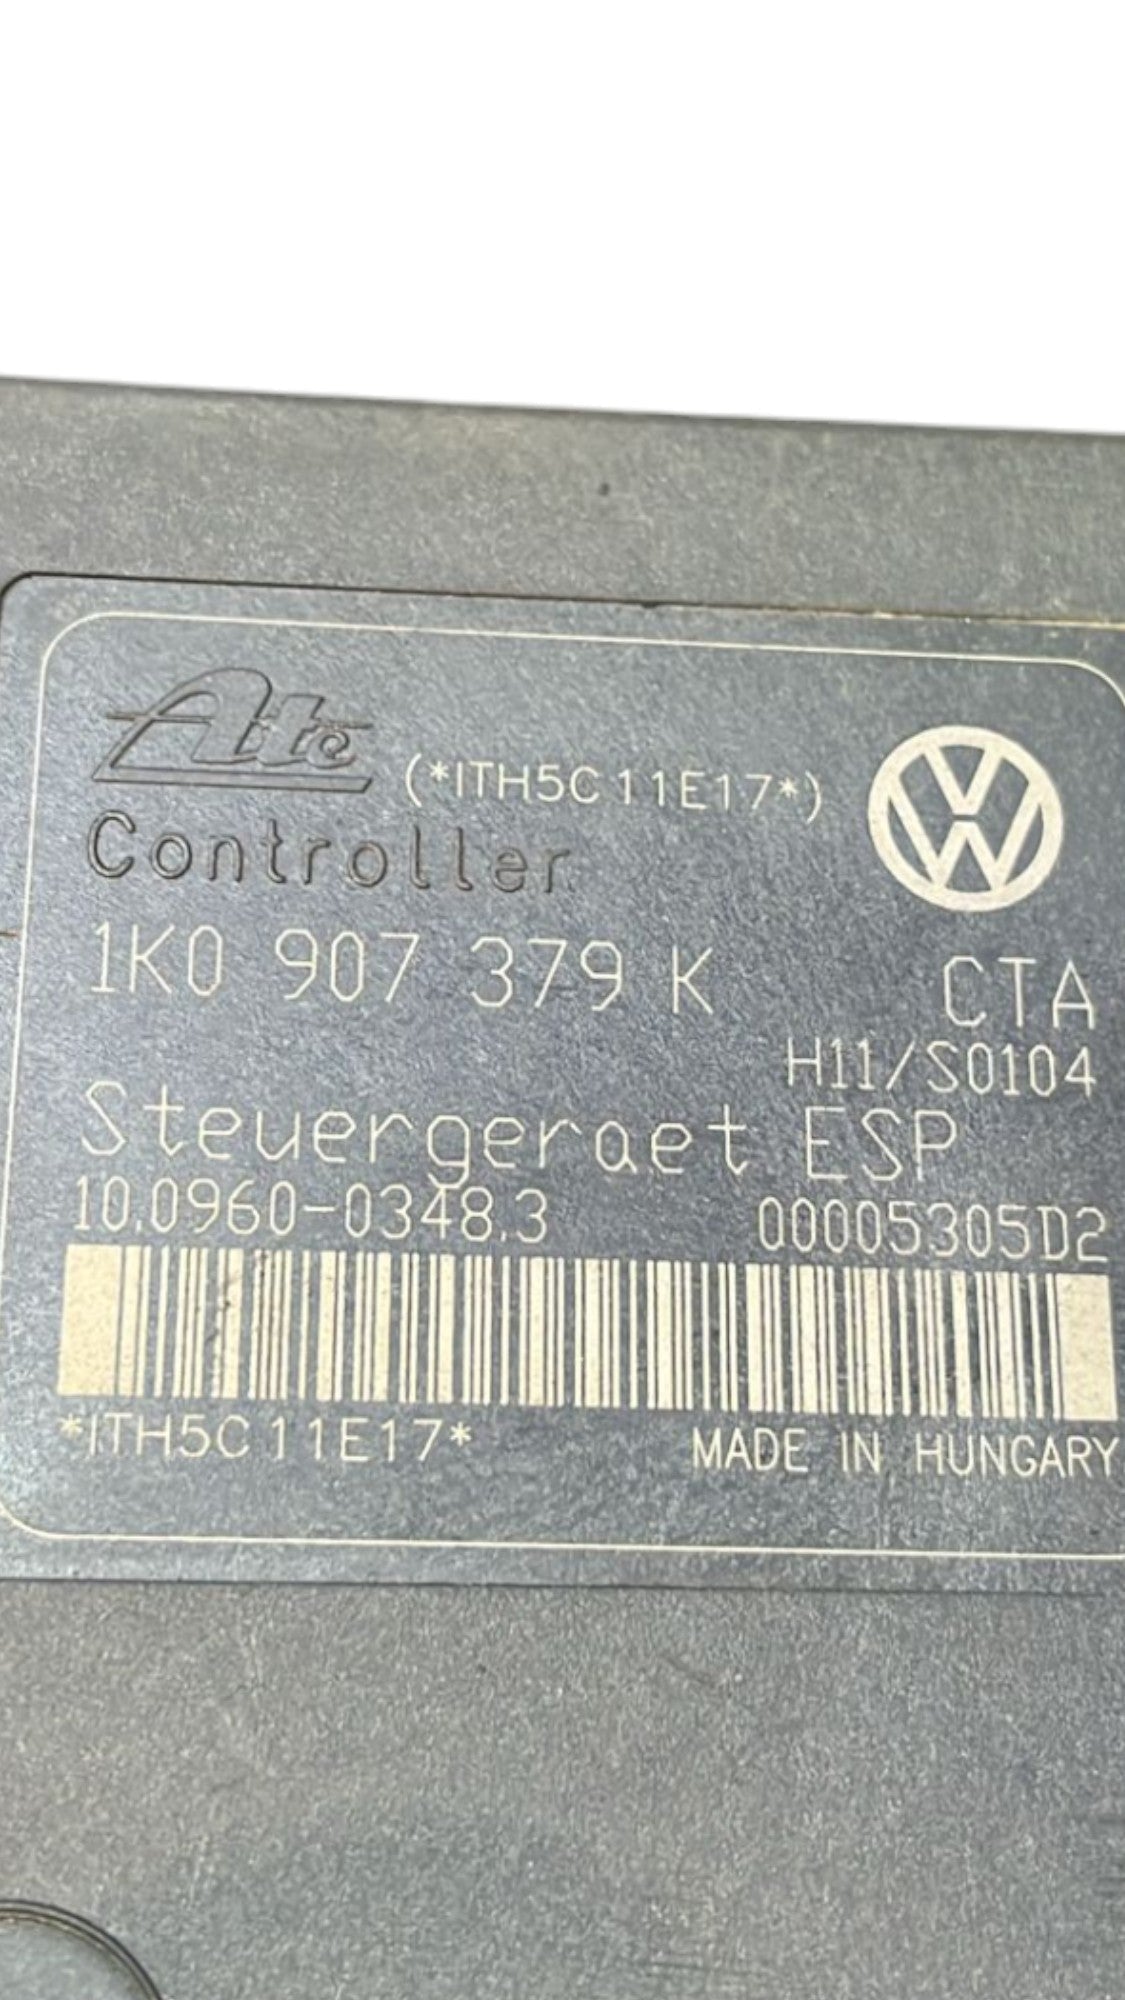 Ate (*ITH5C11E17*)
Controller
1K0 907 379 K CTA
H11/S0104
Steuergeraet ESP
10.0960-0348.3 00005305D2
*ITH5C11E17* MADE IN HUNGARY